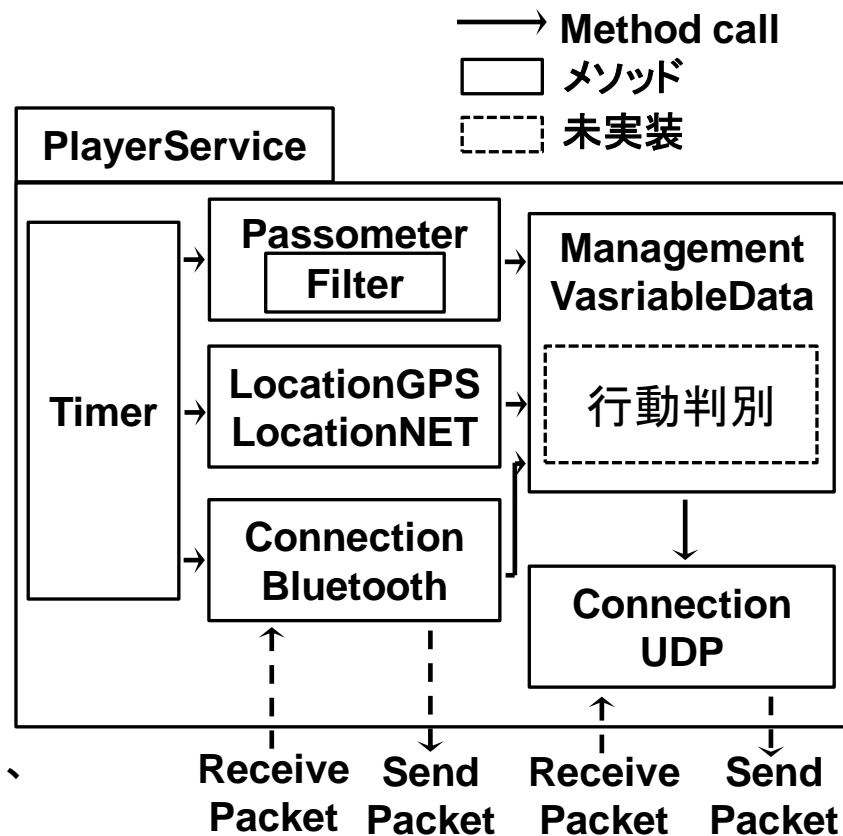 Method call
メソッド
未実装
PlayerService
Timer
Passometer
Filter
LocationGPS
LocationNET
Connection
Bluetooth
Management
VasriableData
行動判別
Connection
UDP
Receive
Packet
Send
Packet
Receive
Packet
Send
Packet
、